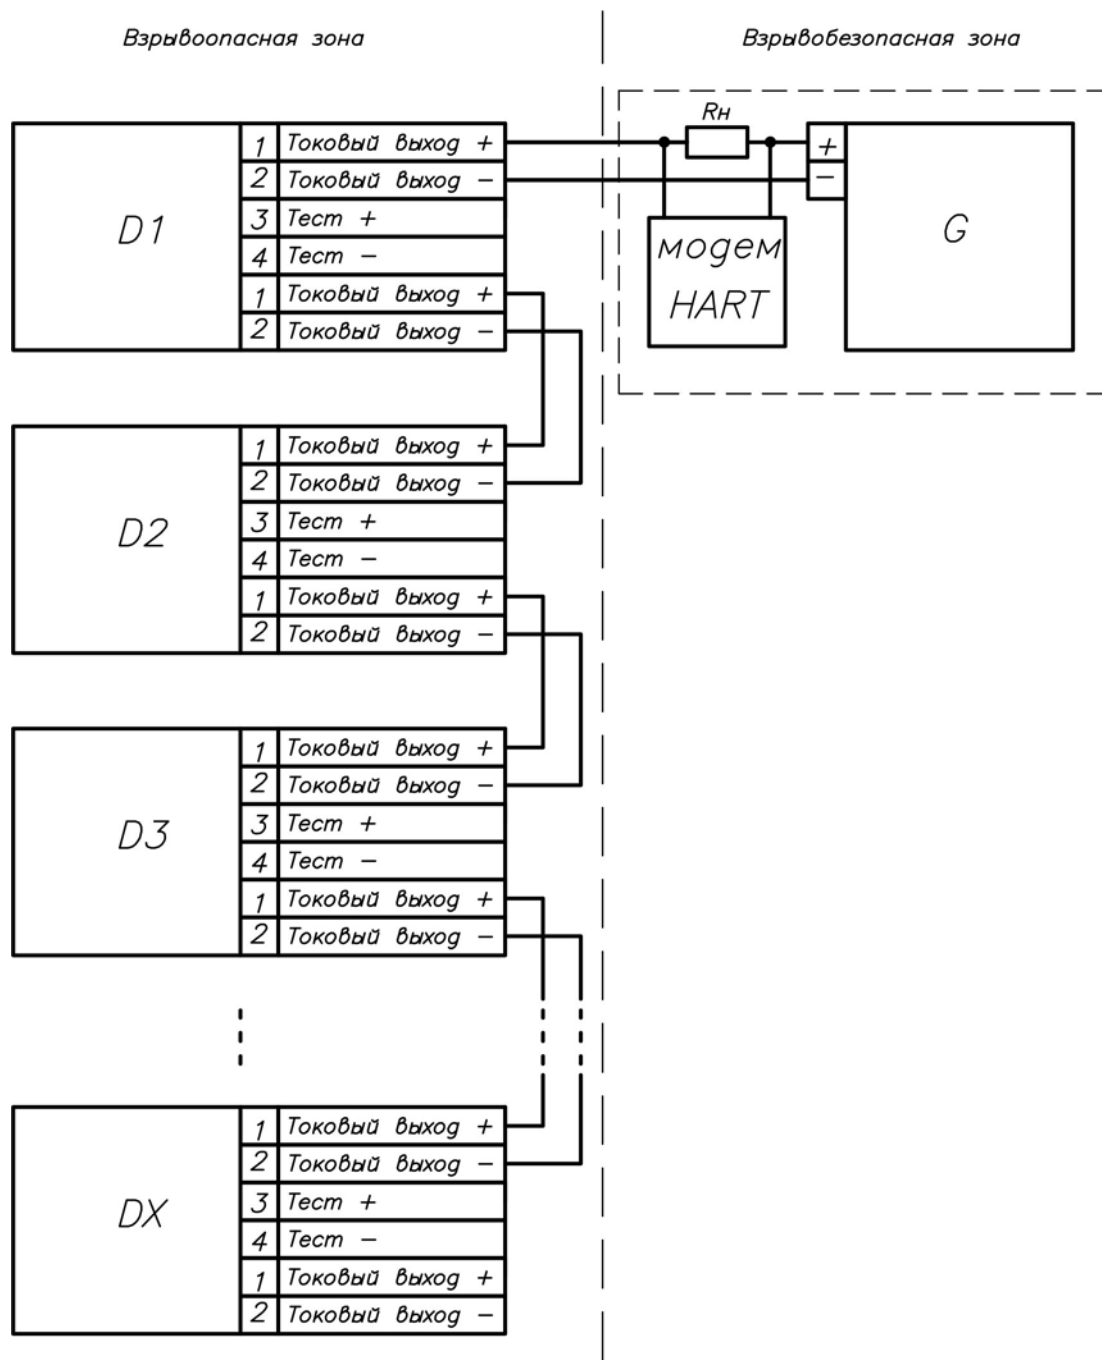 Взрывоопасная зона
Взрывобезопасная зона
D1
1 Токовый выход +
2 Токовый выход −
3 Тест +
4 Тест −
1 Токовый выход +
2 Токовый выход −
Rн
+
−
модем
HART
G
D2
1 Токовый выход +
2 Токовый выход −
3 Тест +
4 Тест −
1 Токовый выход +
2 Токовый выход −
D3
1 Токовый выход +
2 Токовый выход −
3 Тест +
4 Тест −
1 Токовый выход +
2 Токовый выход −
DX
1 Токовый выход +
2 Токовый выход −
3 Тест +
4 Тест −
1 Токовый выход +
2 Токовый выход −